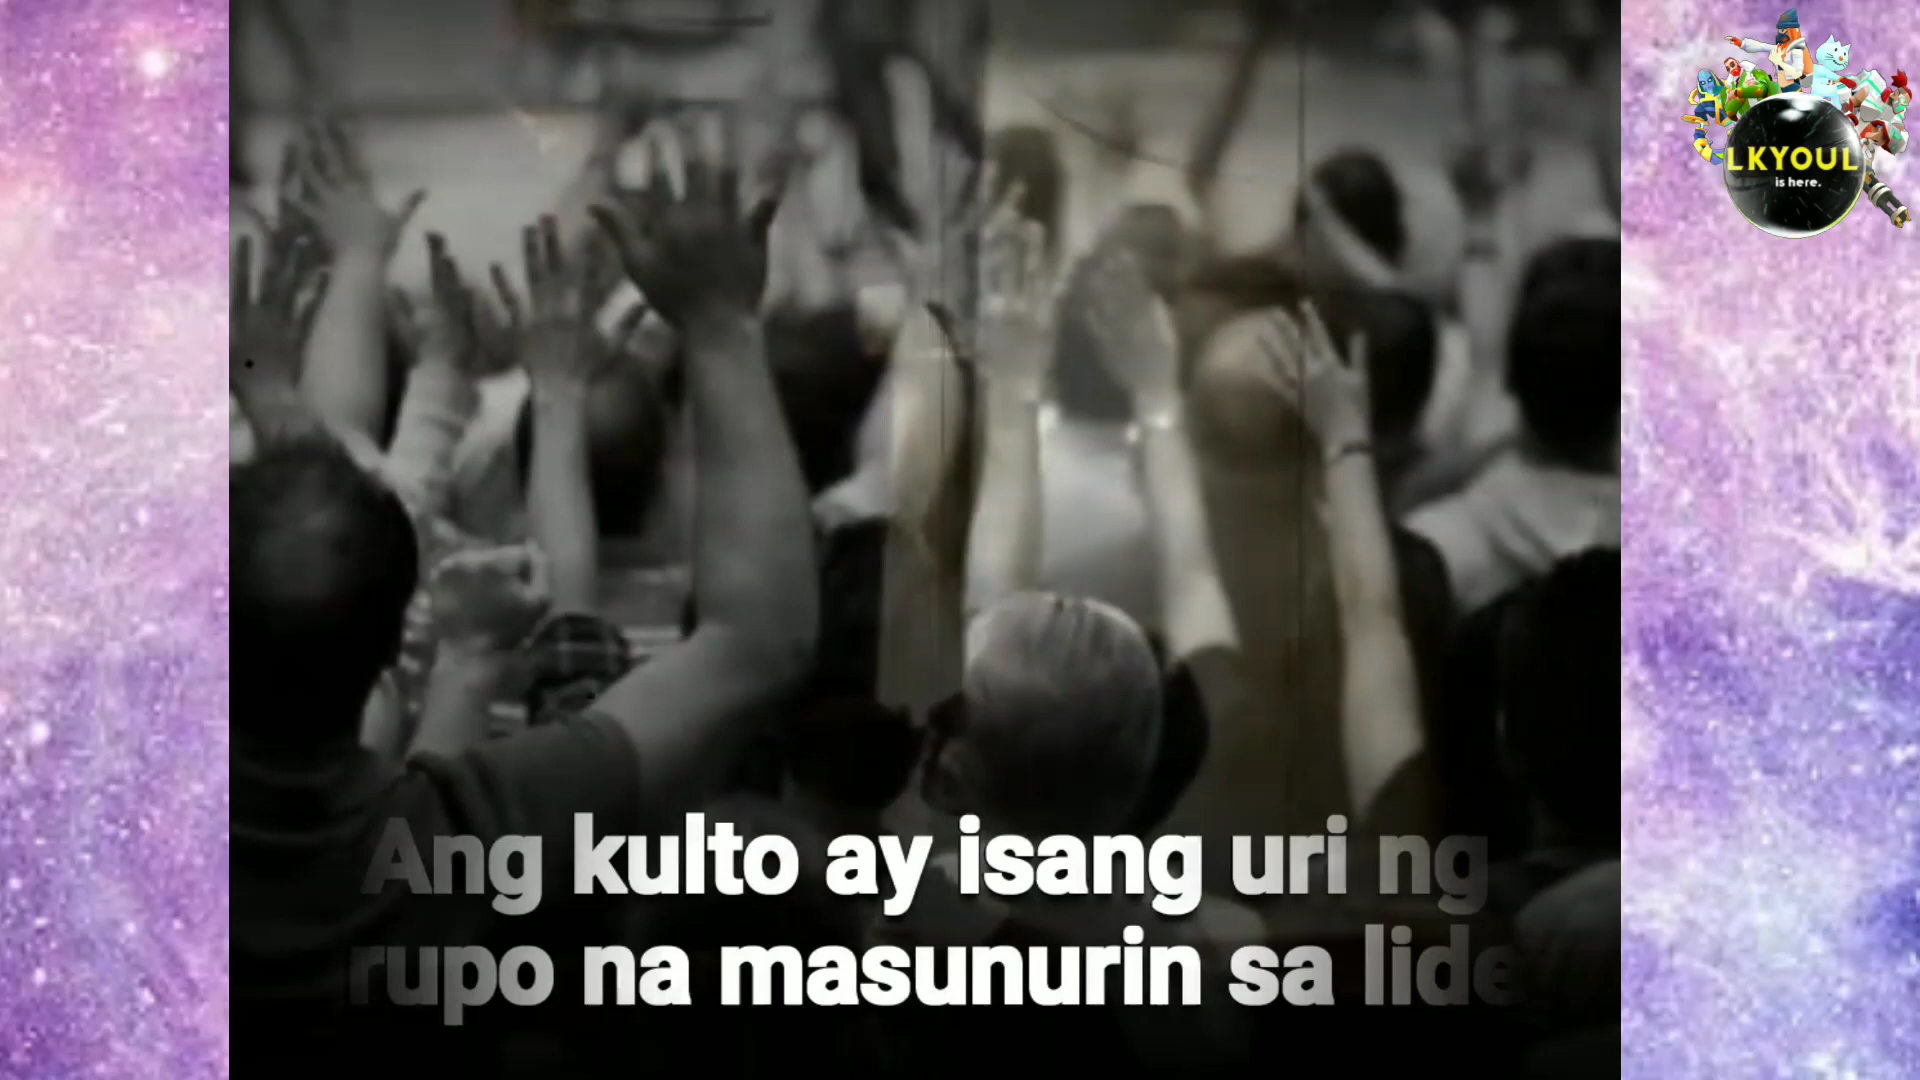 LKYOUL
is here.
Ang kulto ay isang uri ng
rupo na masunurin sa lide